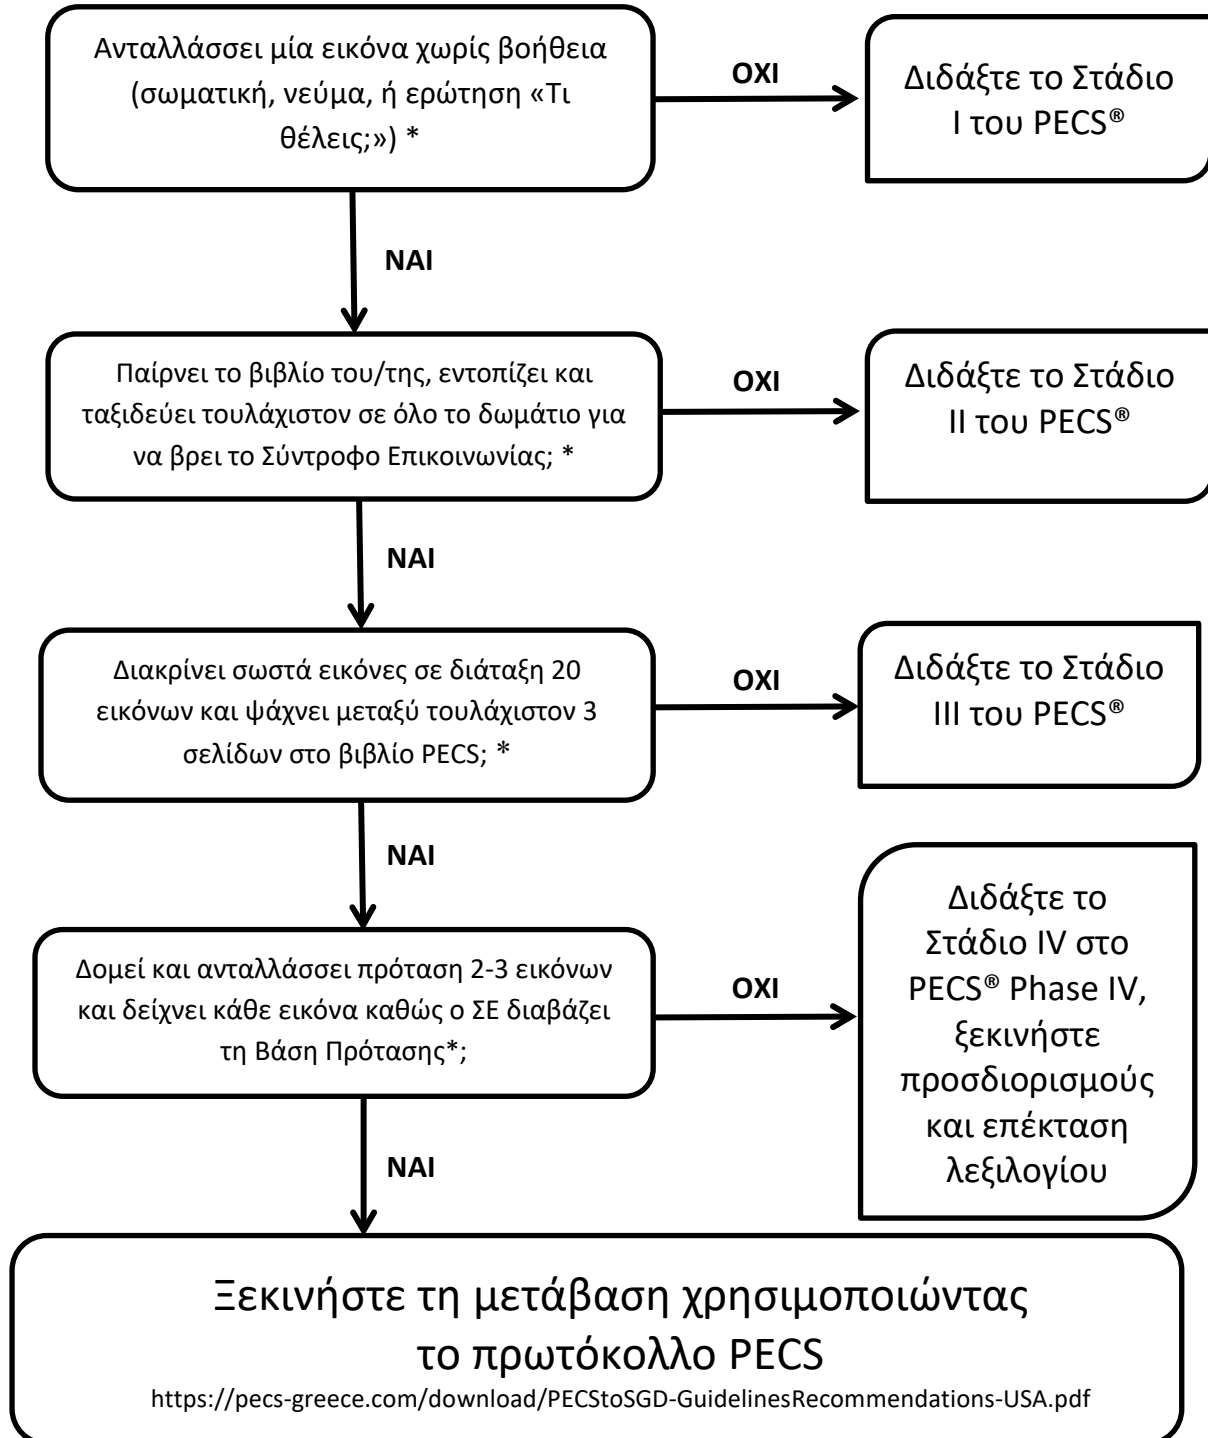 Ανταλλάσσει μία εικόνα χωρίς βοήθεια
(σωματική, νεύμα, ή ερώτηση «Τι
θέλεις;») *
ΟΧΙ
Διδάξτε το Στάδιο
I του PECS®
ΝΑΙ
Παίρνει το βιβλίο του/της, εντοπίζει και
ταξιδεύει τουλάχιστον σε όλο το δωμάτιο για
να βρει το Σύντροφο Επικοινωνίας; *
ΟΧΙ
Διδάξτε το Στάδιο
II του PECS®
ΝΑΙ
Διακρίνει σωστά εικόνες σε διάταξη 20
εικόνων και ψάχνει μεταξύ τουλάχιστον 3
σελίδων στο βιβλίο PECS; *
ΟΧΙ
Διδάξτε το Στάδιο
III του PECS®
ΝΑΙ
Δομεί και ανταλλάσσει πρόταση 2-3 εικόνων
και δείχνει κάθε εικόνα καθώς ο ΣΕ διαβάζει
τη Βάση Πρότασης*;
ΟΧΙ
Διδάξτε το
Στάδιο IV στο
PECS® Phase IV,
ξεκινήστε
προσδιορισμούς
και επέκταση
λεξιλογίου
ΝΑΙ
Ξεκινήστε τη μετάβαση χρησιμοποιώντας
το πρωτόκολλο PECS
https://pecs-greece.com/download/PECStoSGD-GuidelinesRecommendations-USA.pdf